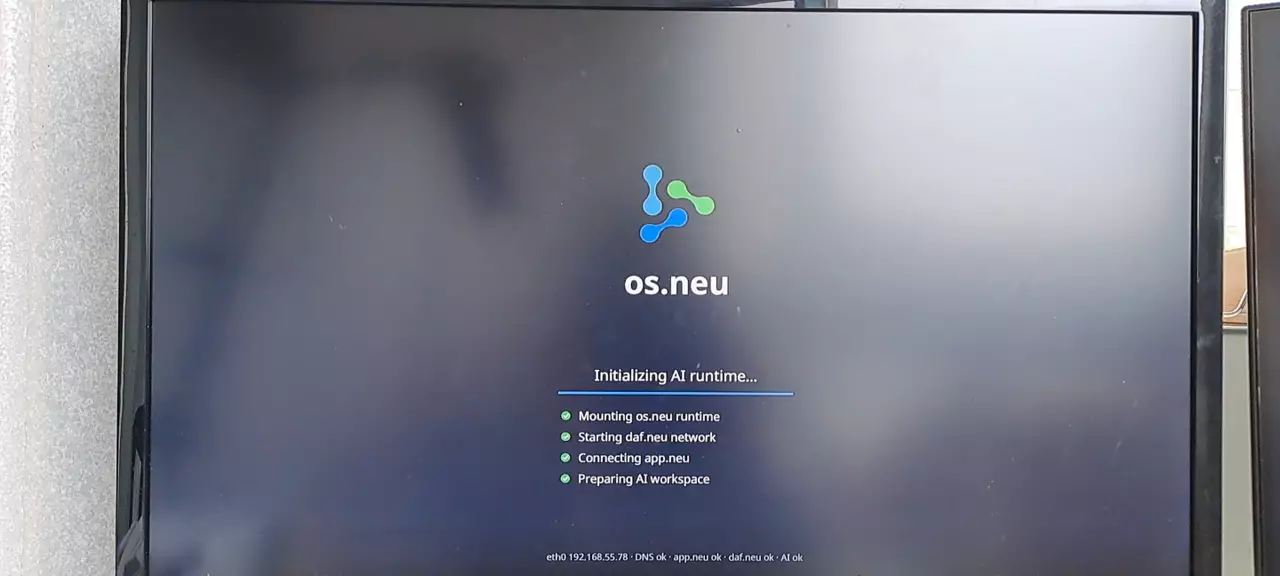 os.neu
Initializing AI runtime...
Mounting os.neu runtime
Starting daf.neu network
Connecting app.neu
Preparing AI workspace
eth0 192.168.55.78 · DNS ok · app.neu ok · daf.neu ok · AI ok